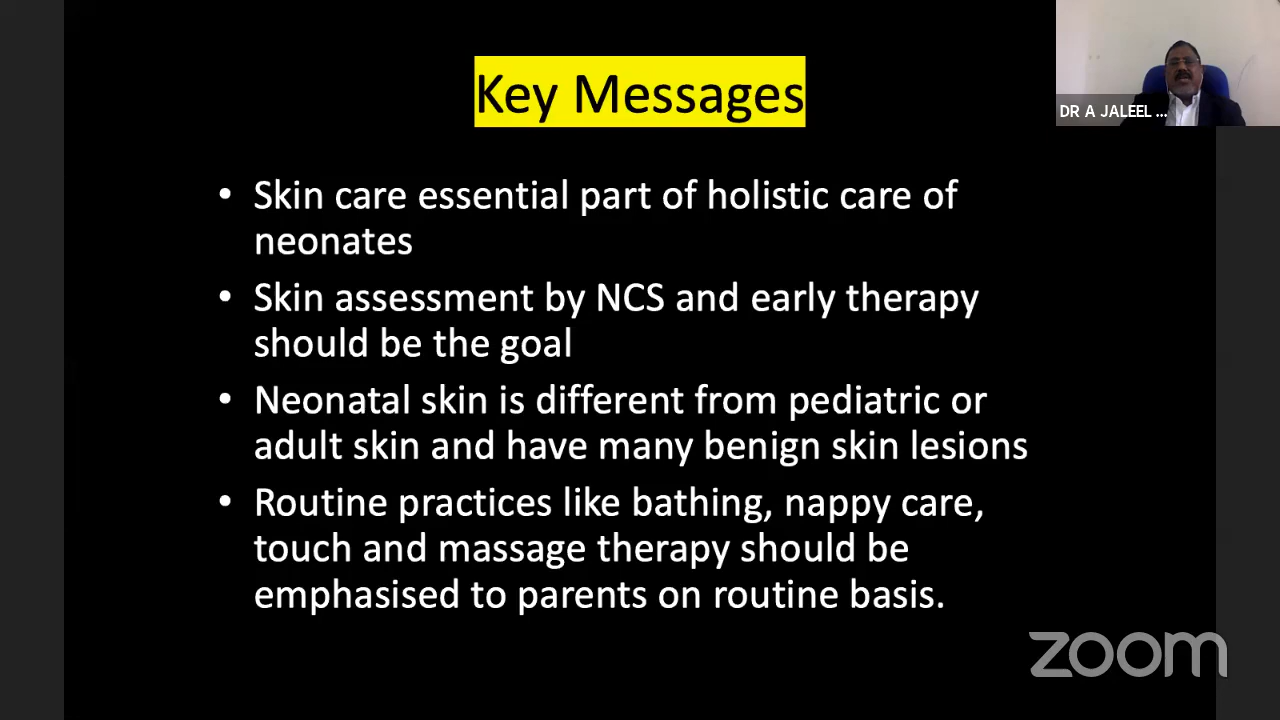 Key Messages
DR A JALEEL ...
• Skin care essential part of holistic care of
neonates
• Skin assessment by NCS and early therapy
should be the goal
• Neonatal skin is different from pediatric or
adult skin and have many benign skin lesions
• Routine practices like bathing, nappy care,
touch and massage therapy should be
emphasised to parents on routine basis.
zoom